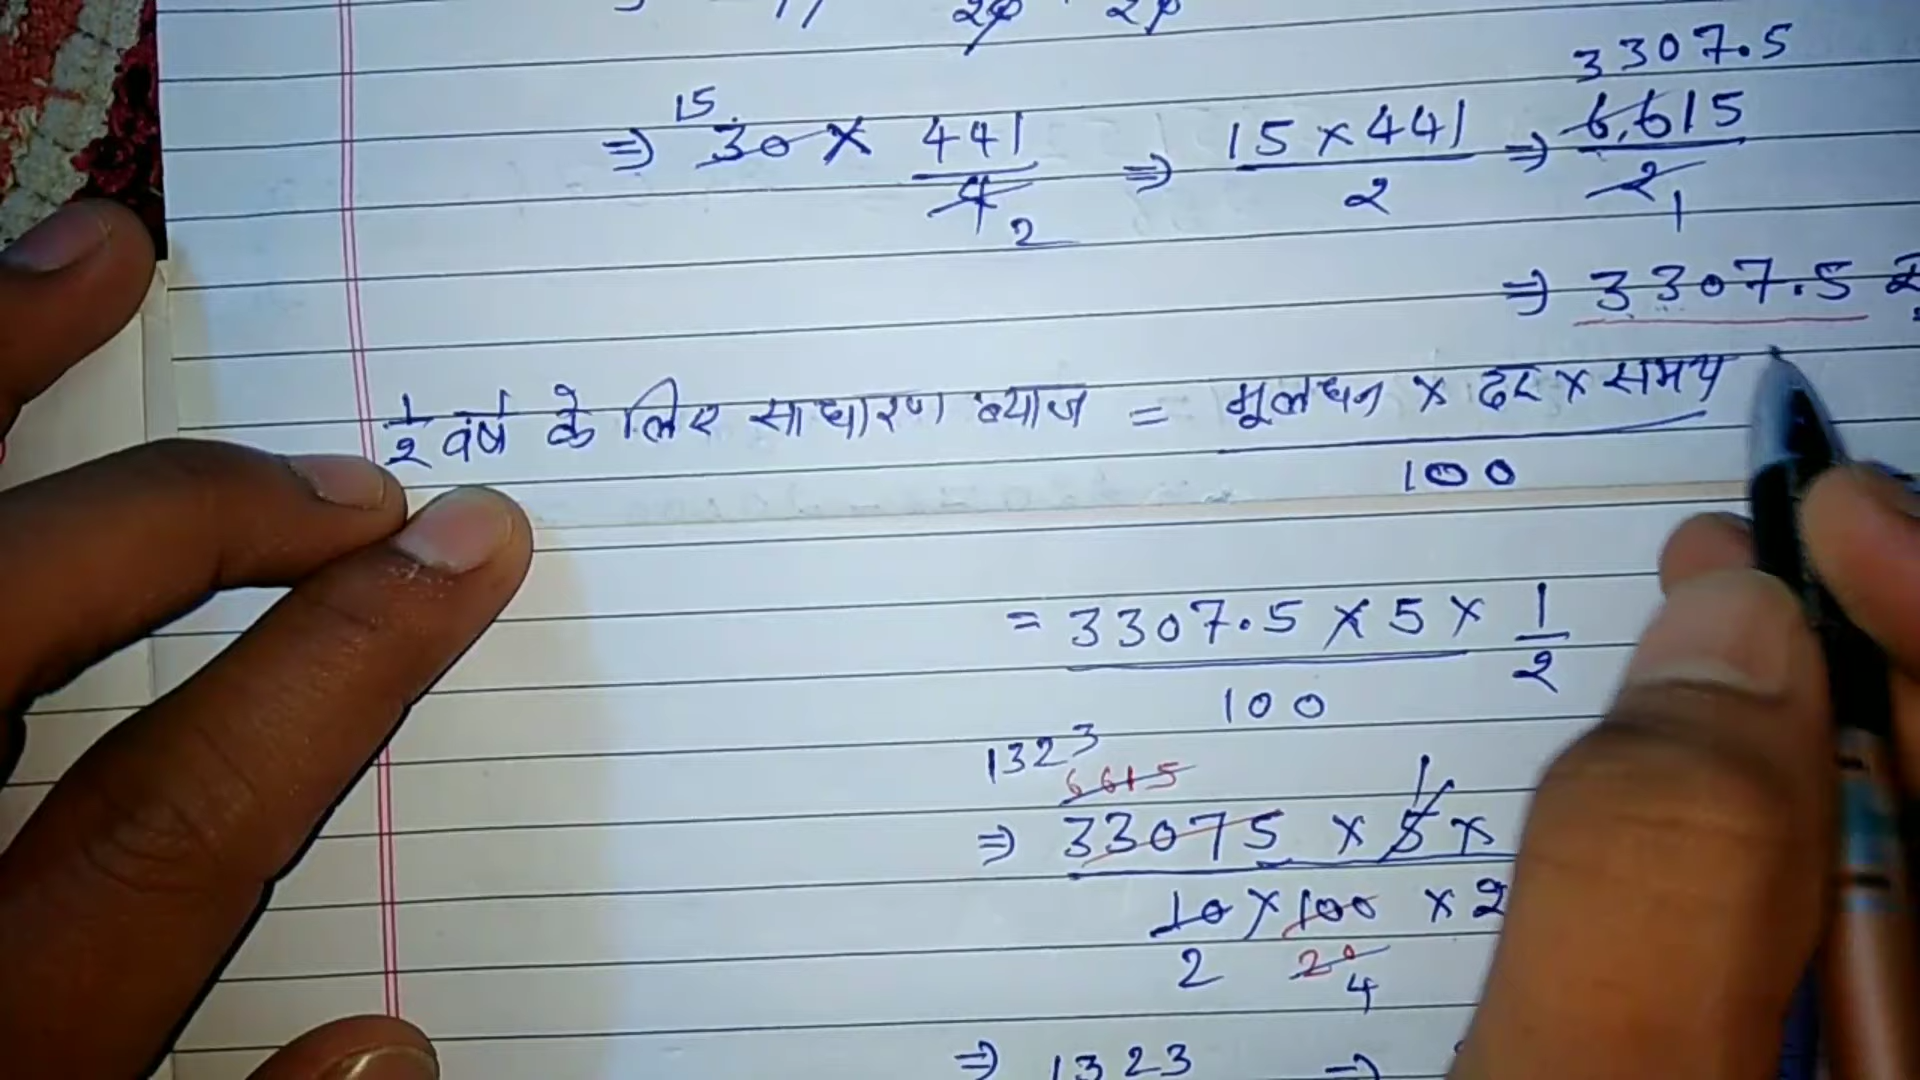 3307.5
15
⇒ 30 × 441/4 ⇒ 15 × 441/2 ⇒ 6615/2
2 1
⇒ 3307.5
1/2 वर्ष के लिए साधारण ब्याज = मूलधन × दर × समय
100
= 3307.5 × 5 × 1/2
100
1323
6615 1
⇒ 33075 × 5 ×
10 × 100 × 2
2 20
4
⇒ 1323 ⇒